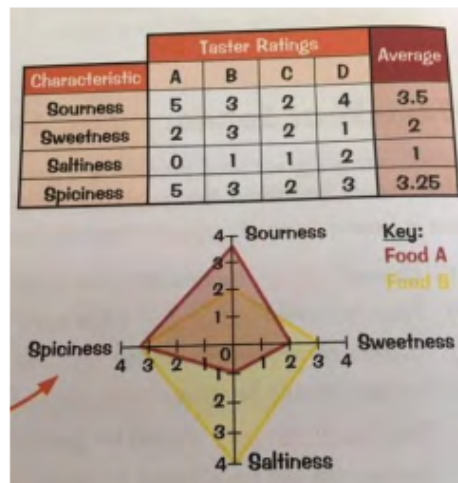 Taster Ratings
Characteristic A B C D Average
Sourness 5 3 2 4 3.5
Sweetness 2 3 2 1 2
Saltiness 0 1 1 2 1
Spiciness 5 3 2 3 3.25
4 Sourness Key:
3 Food A
2 Food B
1
Spiciness 0 Sweetness
4 3 2 1 1 2 3 4
1
2
3
4 Saltiness